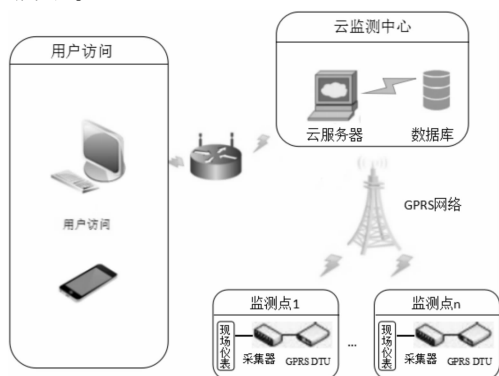 用户访问
用户访问
云监测中心
云服务器
数据库
GPRS网络
监测点1
现场仪表
采集器
GPRS DTU
...
监测点n
现场仪表
采集器
GPRS DTU